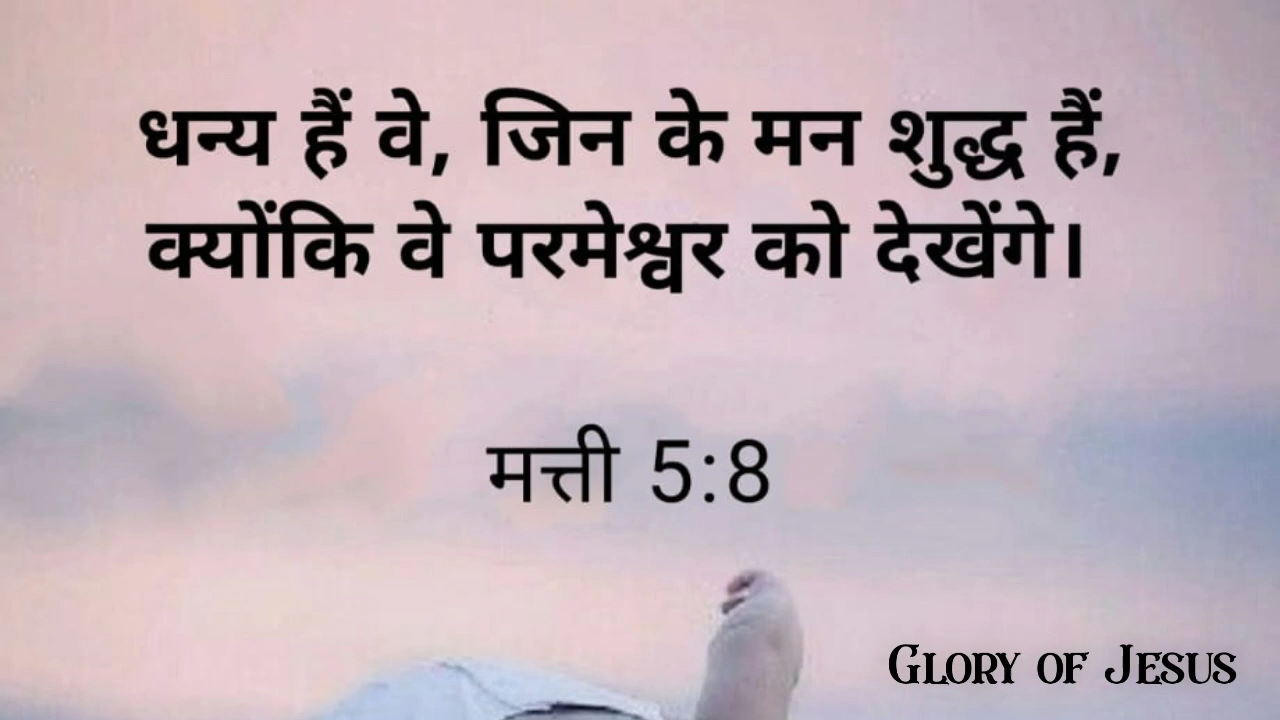 धन्य हैं वे, जिन के मन शुद्ध हैं,
क्योंकि वे परमेश्वर को देखेंगे।
मत्ती 5:8
Glory of Jesus